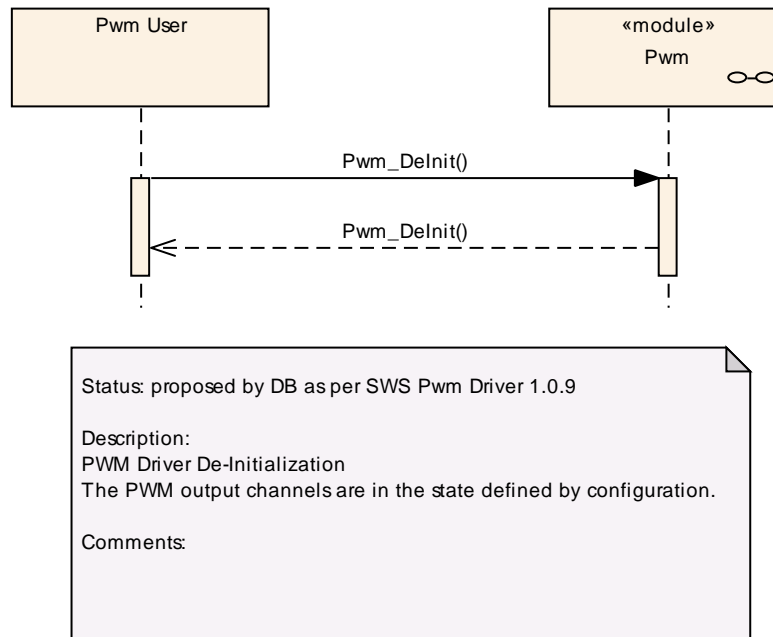 Pwm User
«module»
Pwm
Pwm_DeInit()
Pwm_DeInit()
Status: proposed by DB as per SWS Pwm Driver 1.0.9
Description:
PWM Driver De-Initialization
The PWM output channels are in the state defined by configuration.
Comments: